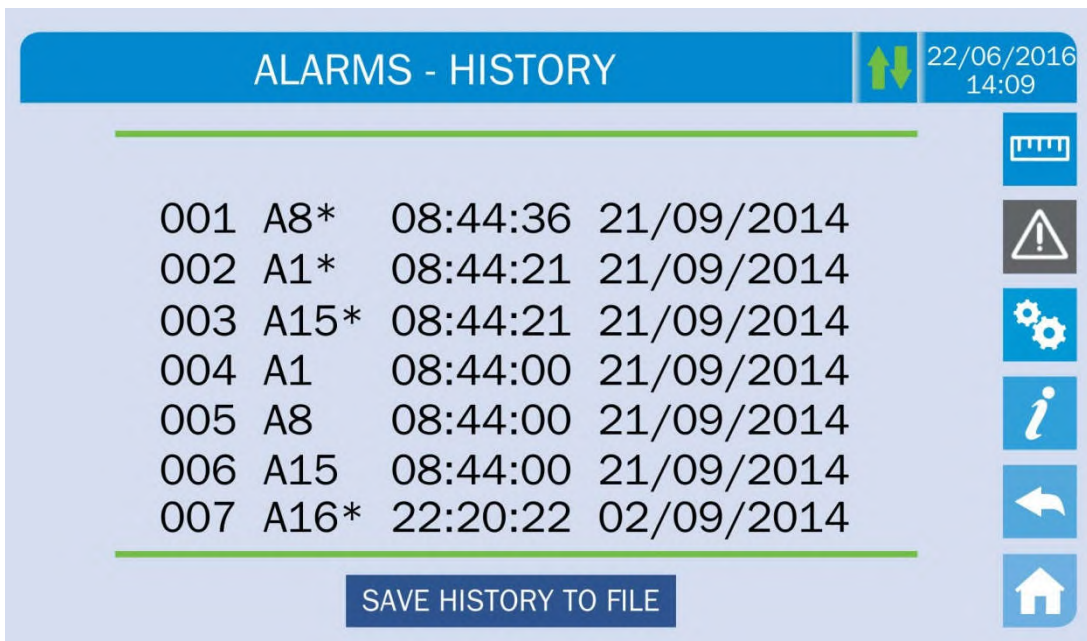 ALARMS - HISTORY
22/06/2016
14:09
001 A8* 08:44:36 21/09/2014
002 A1* 08:44:21 21/09/2014
003 A15* 08:44:21 21/09/2014
004 A1 08:44:00 21/09/2014
005 A8 08:44:00 21/09/2014
006 A15 08:44:00 21/09/2014
007 A16* 22:20:22 02/09/2014
SAVE HISTORY TO FILE